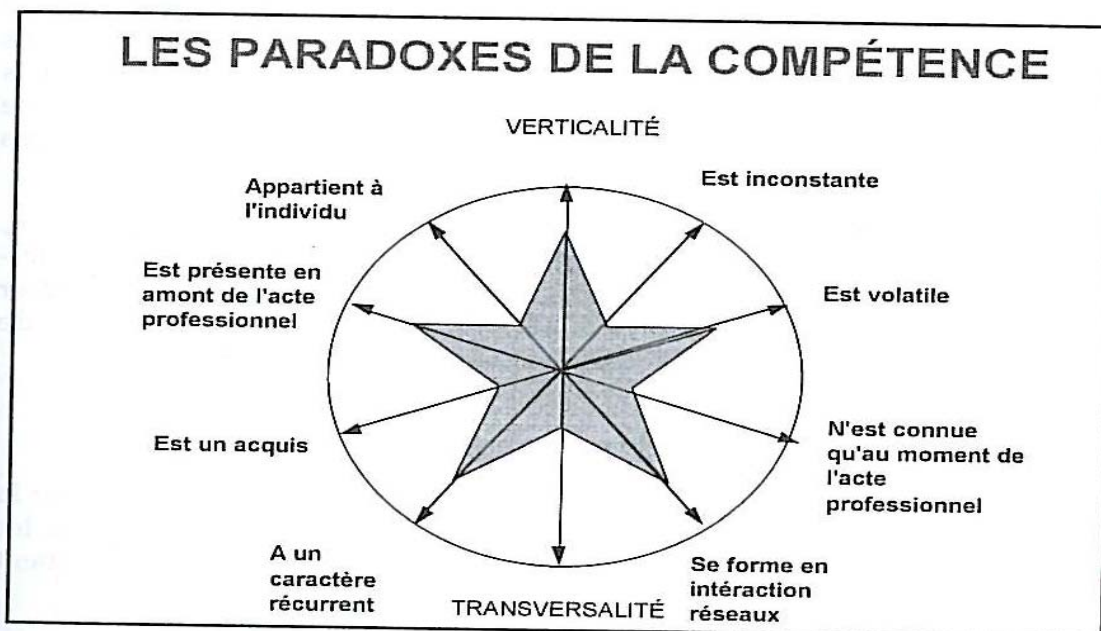 LES PARADOXES DE LA COMPÉTENCE
VERTICALITÉ
Appartient à
l'individu
Est inconstante
Est présente en
amont de l'acte
professionnel
Est volatile
Est un acquis
N'est connue
qu'au moment de
l'acte
professionnel
A un
caractère
récurrent
TRANSVERSALITÉ
Se forme en
intéraction
réseaux